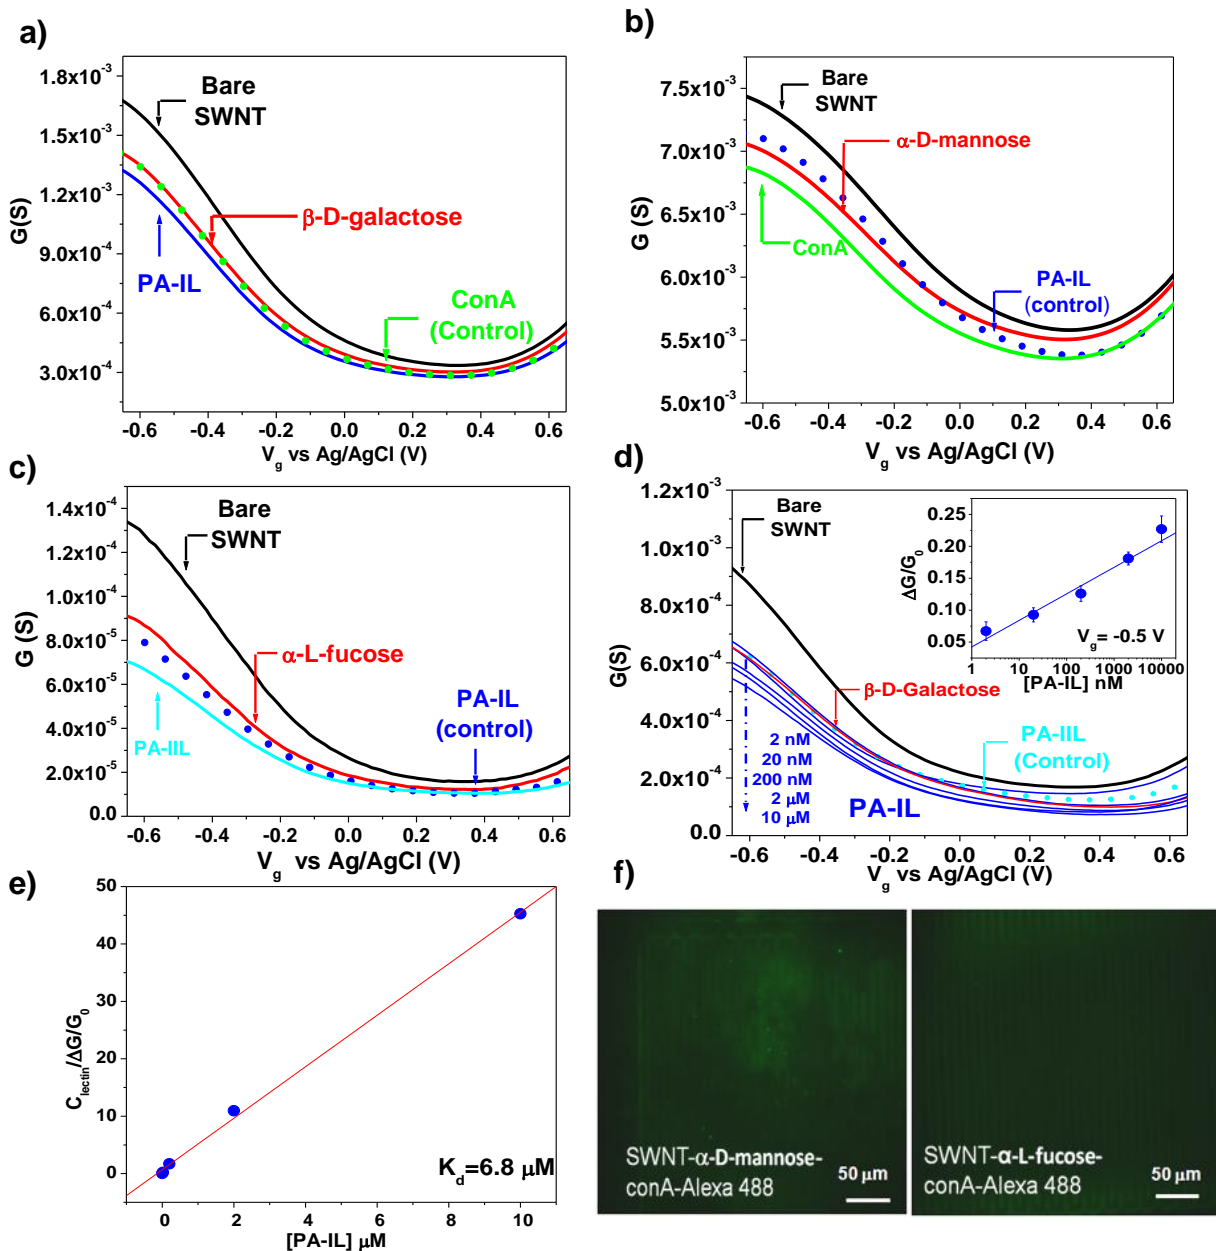 a)
1.8x10⁻³
1.5x10⁻³
1.2x10⁻³
9.0x10⁻⁴
6.0x10⁻⁴
3.0x10⁻⁴
G(S)
Bare
SWNT
β-D-galactose
PA-IL
ConA
(Control)
-0.6 -0.4 -0.2 0.0 0.2 0.4 0.6
V_g vs Ag/AgCl (V)
b)
7.5x10⁻³
7.0x10⁻³
6.5x10⁻³
6.0x10⁻³
5.5x10⁻³
5.0x10⁻³
G (S)
Bare
SWNT
α-D-mannose
ConA
PA-IL
(control)
-0.6 -0.4 -0.2 0.0 0.2 0.4 0.6
V_g vs Ag/AgCl (V)
c)
1.4x10⁻⁴
1.2x10⁻⁴
1.0x10⁻⁴
8.0x10⁻⁵
6.0x10⁻⁵
4.0x10⁻⁵
2.0x10⁻⁵
0.0
G (S)
Bare
SWNT
α-L-fucose
PA-IL
(control)
PA-IIL
-0.6 -0.4 -0.2 0.0 0.2 0.4 0.6
V_g vs Ag/AgCl (V)
d)
1.2x10⁻³
1.0x10⁻³
8.0x10⁻⁴
6.0x10⁻⁴
4.0x10⁻⁴
2.0x10⁻⁴
0.0
G(S)
Bare
SWNT
0.25
0.20
0.15
0.10
0.05
ΔG/G₀
V_g= -0.5 V
1 10 100 1000 10000
[PA-IL] nM
β-D-Galactose
2 nM
20 nM
200 nM
2 μM
10 μM
PA-IL
PA-IIL
(Control)
-0.6 -0.4 -0.2 0.0 0.2 0.4 0.6
V_g vs Ag/AgCl (V)
e)
50
40
30
20
10
0
C_lectin/ΔG/G₀
K_d=6.8 μM
0 2 4 6 8 10
[PA-IL] μM
f)
SWNT-α-D-mannose-
conA-Alexa 488
50 μm
SWNT-α-L-fucose-
conA-Alexa 488
50 μm